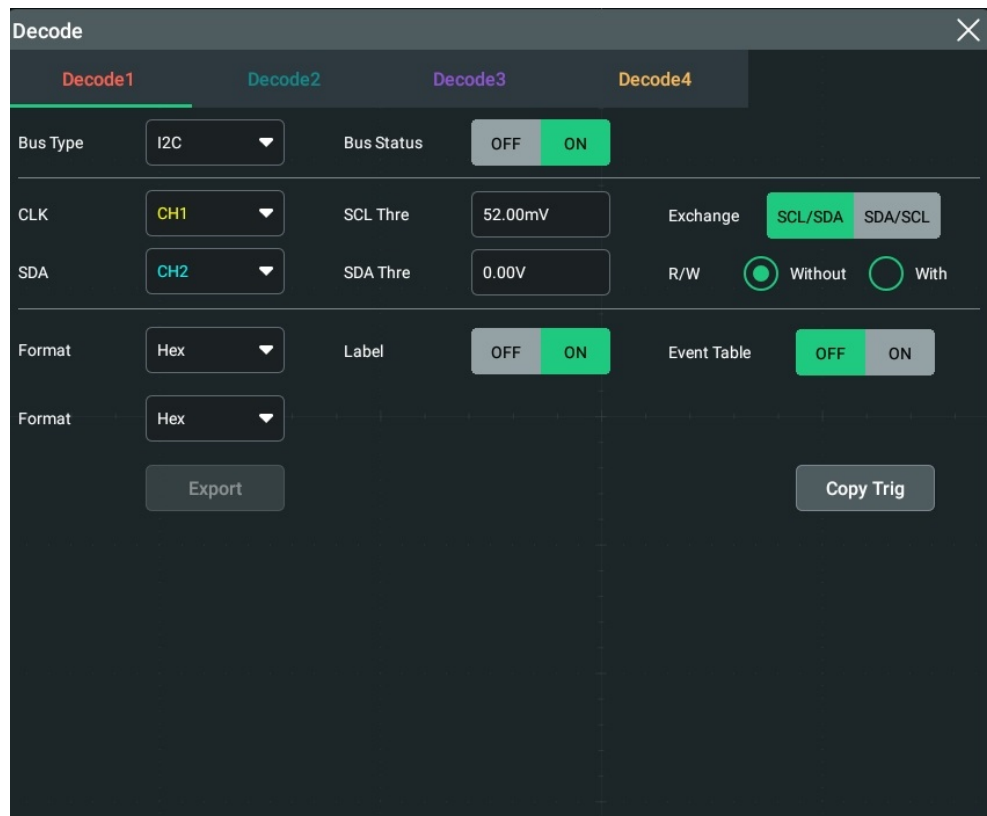 Decode
Decode1 Decode2 Decode3 Decode4
Bus Type I2C Bus Status OFF ON
CLK CH1 SCL Thre 52.00mV Exchange SCL/SDA SDA/SCL
SDA CH2 SDA Thre 0.00V R/W Without With
Format Hex Label OFF ON Event Table OFF ON
Format Hex
Export Copy Trig